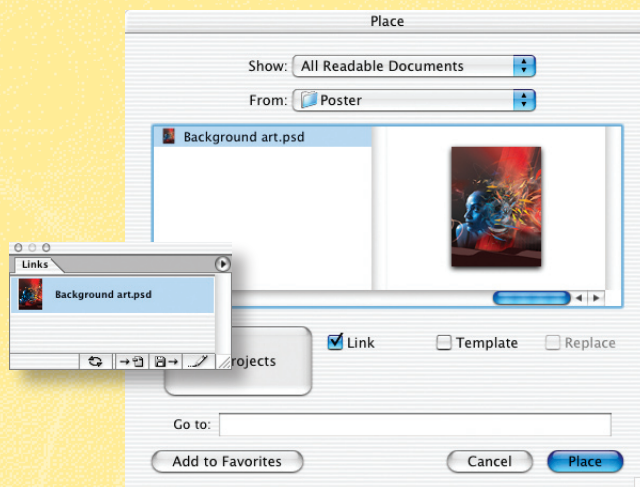 Place
Show: All Readable Documents
From: Poster
Background art.psd
Links
Background art.psd
rojects
Link
Template
Replace
Go to:
Add to Favorites
Cancel
Place